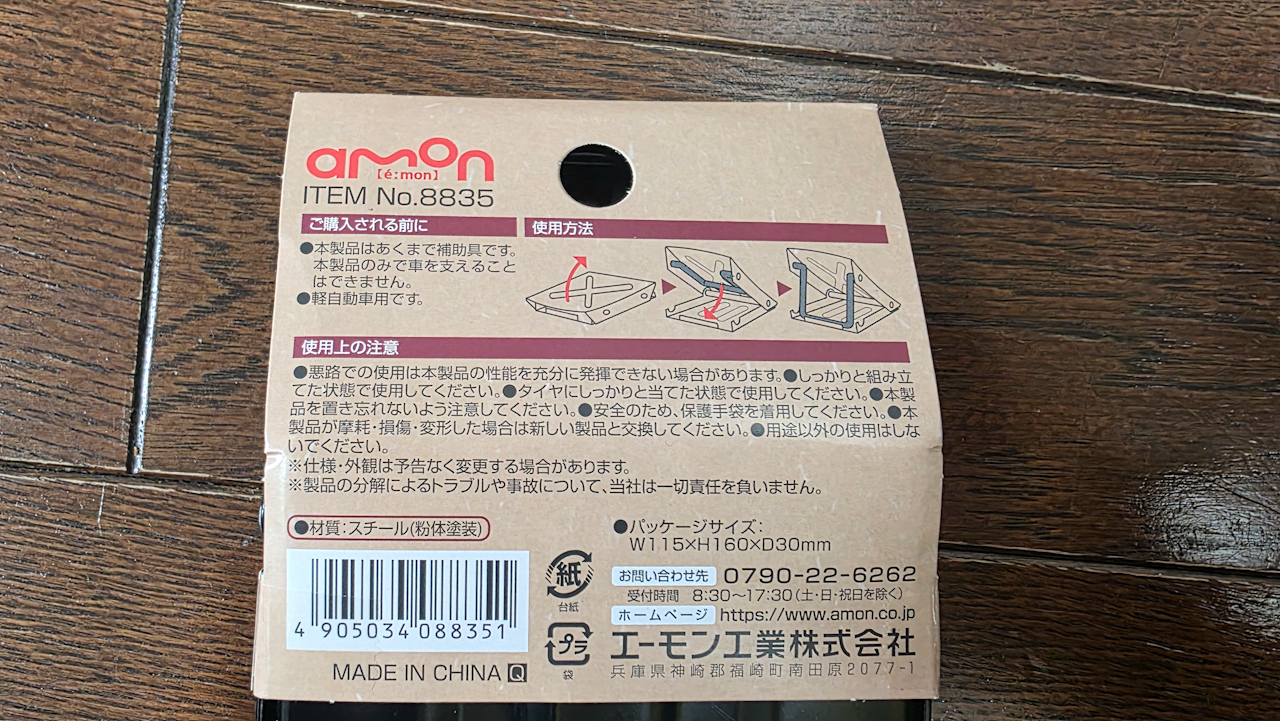 amon
[é:mon]
ITEM No.8835
ご購入される前に
●本製品はあくまで補助具です。
本製品のみで車を支えること
はできません。
●軽自動車用です。
使用方法
使用上の注意
●悪路での使用は本製品の性能を充分に発揮できない場合があります。●しっかりと組み立
てた状態で使用してください。●タイヤにしっかりと当てた状態で使用してください。●本製
品を置き忘れないよう注意してください。●安全のため、保護手袋を着用してください。●本
製品が摩耗・損傷・変形した場合は新しい製品と交換してください。●用途以外の使用はしな
いでください。
※仕様・外観は予告なく変更する場合があります。
※製品の分解によるトラブルや事故について、当社は一切責任を負いません。
●材質:スチール(粉体塗装)
4 905034 088351
MADE IN CHINA Q
紙
台紙
プラ
袋
●パッケージサイズ:
W115×H160×D30mm
お問い合わせ先 0790-22-6262
受付時間 8:30〜17:30(土・日・祝日を除く)
ホームページ https://www.amon.co.jp
エーモン工業株式会社
兵庫県神崎郡福崎町南田原2077-1